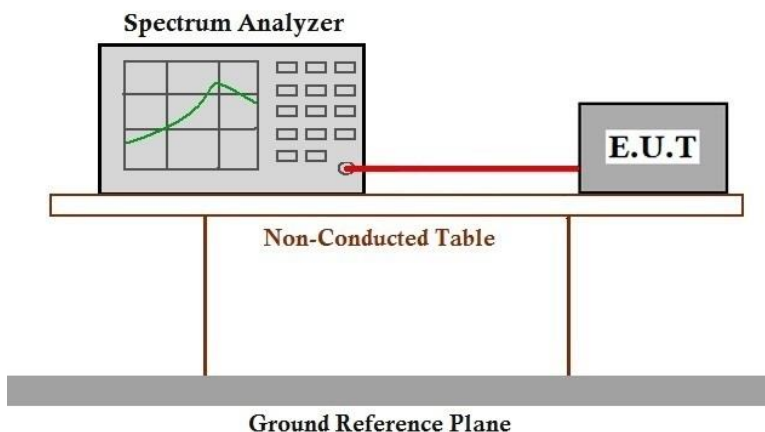 Spectrum Analyzer
E.U.T
Non-Conducted Table
Ground Reference Plane